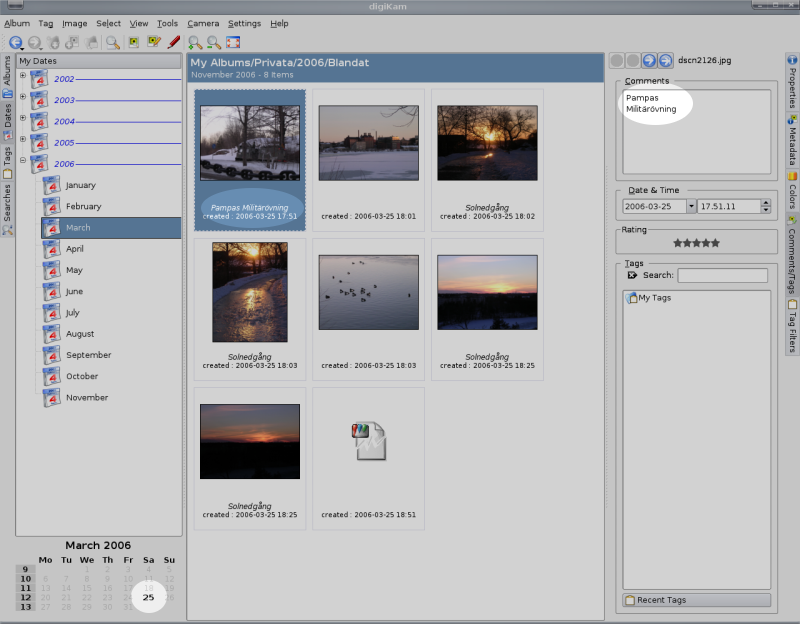 digiKam
Album Tag Image Select View Tools Camera Settings Help
Albums
Dates
Tags
Searches
My Dates
2002
2003
2004
2005
2006
January
February
March
April
May
June
July
August
September
October
November
March 2006
Mo Tu We Th Fr Sa Su
9 1 2 3 4 5
10 6 7 8 9 10 11 12
11 13 14 15 16 17 18 19
12 20 21 22 23 24 25 26
13 27 28 29 30 31
My Albums/Privata/2006/Blandat
November 2006 - 8 Items
Pampas Militärövning
created : 2006-03-25 17:51
created : 2006-03-25 18:01
Solnedgång
created : 2006-03-25 18:02
Solnedgång
created : 2006-03-25 18:03
created : 2006-03-25 18:03
Solnedgång
created : 2006-03-25 18:25
Solnedgång
created : 2006-03-25 18:25
created : 2006-03-25 18:51
dscn2126.jpg
Comments
Pampas
Militärövning
Date & Time
2006-03-25 17.51.11
Rating
Tags
Search:
My Tags
Recent Tags
Properties
Metadata
Colors
Comments/Tags
Tag Filters